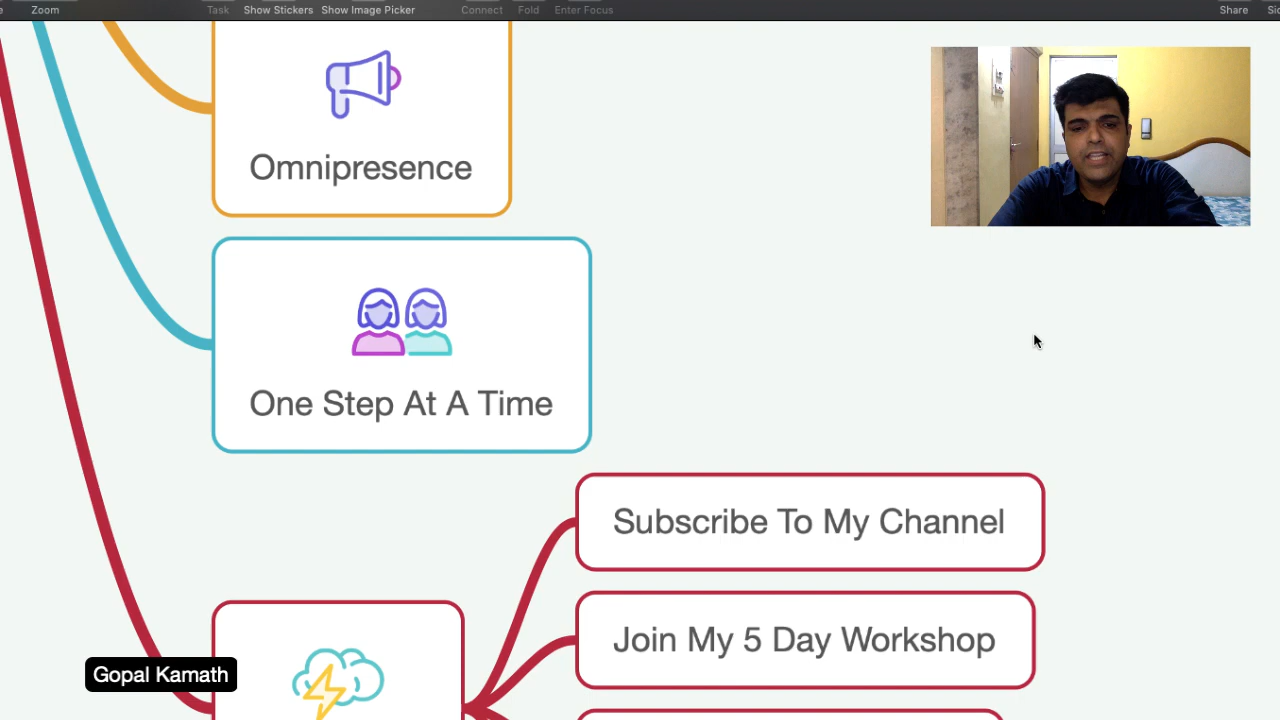 Zoom
Task
Show Stickers
Show Image Picker
Connect
Fold
Enter Focus
Share
Omnipresence
One Step At A Time
Subscribe To My Channel
Join My 5 Day Workshop
Gopal Kamath